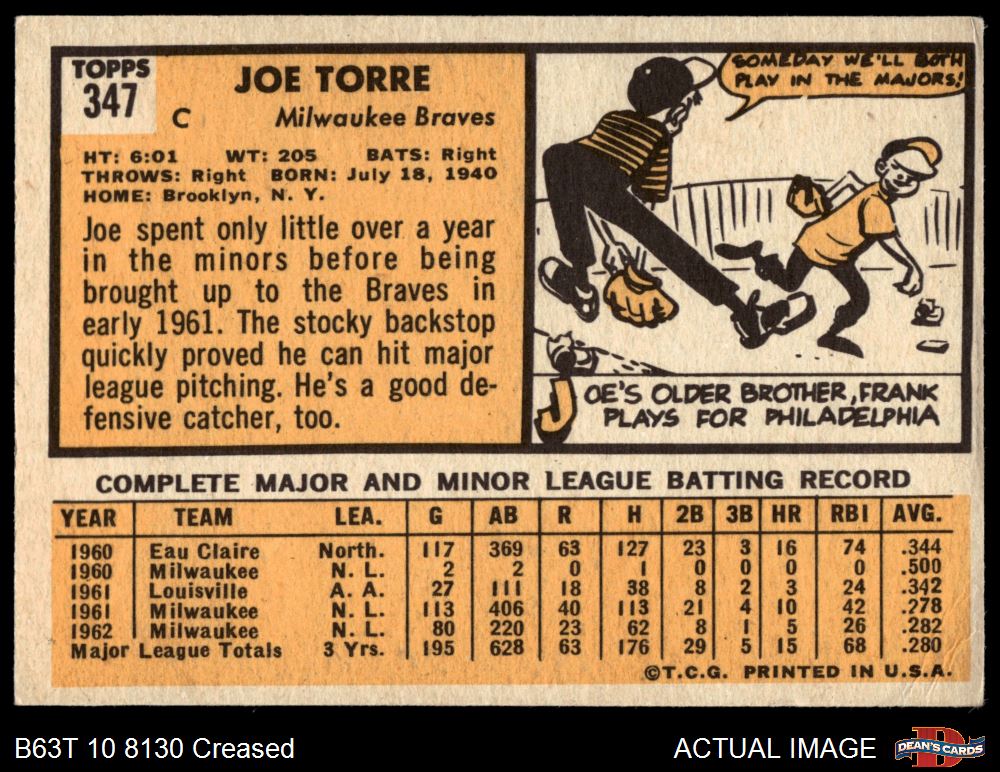 TOPPS
347
JOE TORRE
C Milwaukee Braves
HT: 6:01 WT: 205 BATS: Right
THROWS: Right BORN: July 18, 1940
HOME: Brooklyn, N. Y.
Joe spent only little over a year
in the minors before being
brought up to the Braves in
early 1961. The stocky backstop
quickly proved he can hit major
league pitching. He's a good de-
fensive catcher, too.
SOMEDAY WE'LL BOTH
PLAY IN THE MAJORS!
JOE'S OLDER BROTHER, FRANK
PLAYS FOR PHILADELPHIA
COMPLETE MAJOR AND MINOR LEAGUE BATTING RECORD
YEAR TEAM LEA. G AB R H 2B 3B HR RBI AVG.
1960 Eau Claire North. 117 369 63 127 23 3 16 74 .344
1960 Milwaukee N. L. 2 2 0 1 0 0 0 0 .500
1961 Louisville A. A. 27 111 18 38 8 2 3 24 .342
1961 Milwaukee N. L. 113 406 40 113 21 4 10 42 .278
1962 Milwaukee N. L. 80 220 23 62 8 1 5 26 .282
Major League Totals 3 Yrs. 195 628 63 176 29 5 15 68 .280
©T.C.G. PRINTED IN U.S.A.
B63T 10 8130 Creased
ACTUAL IMAGE
DEAN'S CARDS